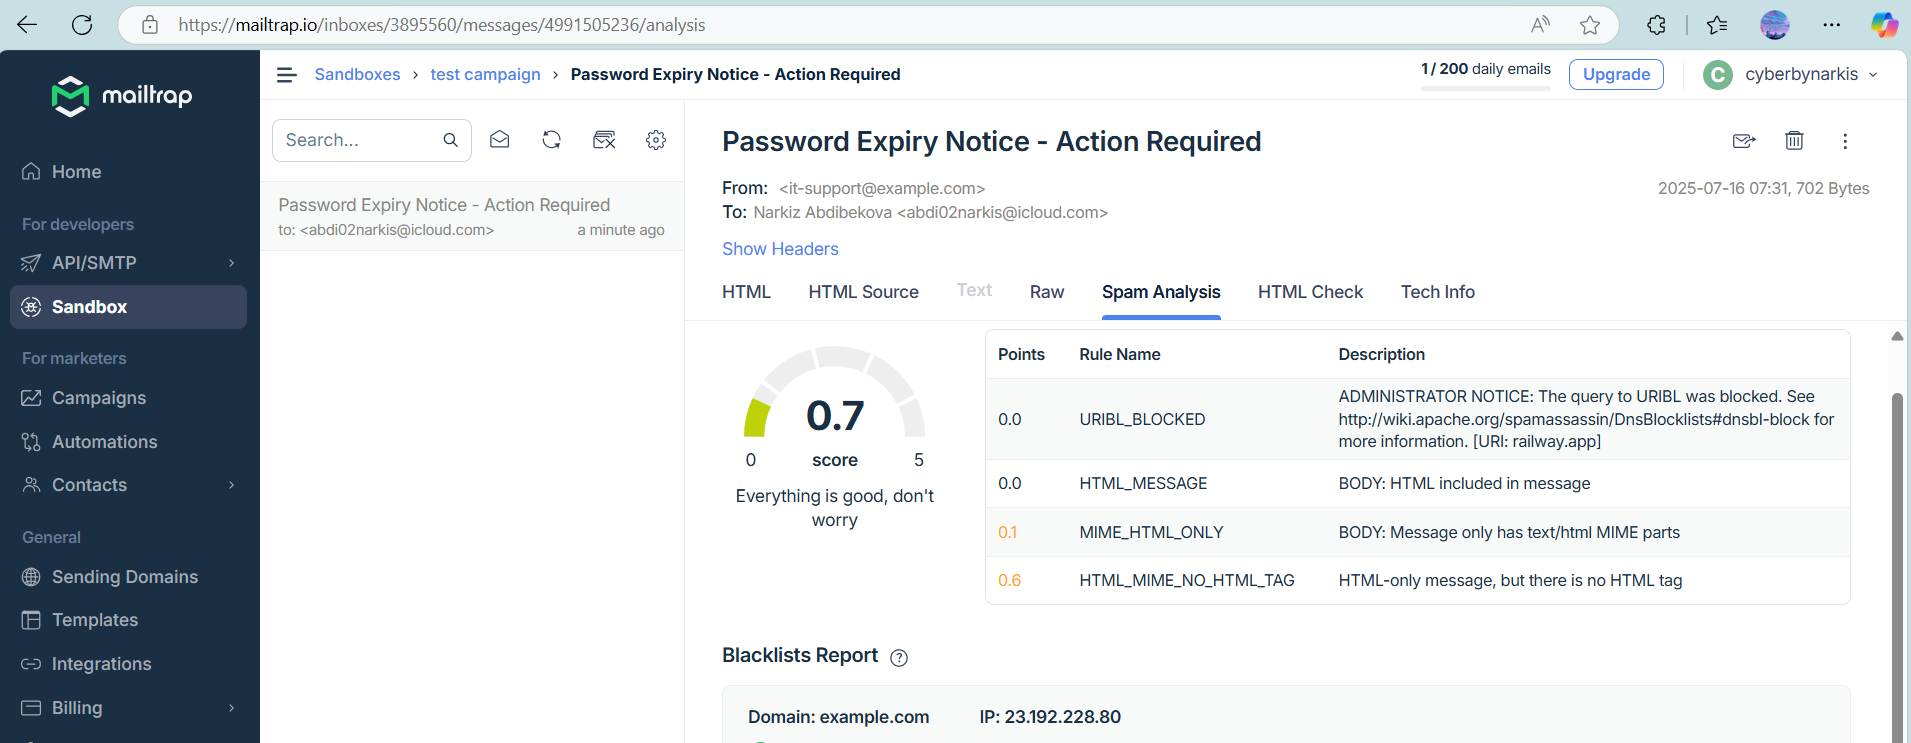 https://mailtrap.io/inboxes/3895560/messages/4991505236/analysis
mailtrap
Home
For developers
API/SMTP
Sandbox
For marketers
Campaigns
Automations
Contacts
General
Sending Domains
Templates
Integrations
Billing
Sandboxes › test campaign › Password Expiry Notice - Action Required
1 / 200 daily emails
Upgrade
C
cyberbynarkis
Search...
Password Expiry Notice - Action Required
to: <abdi02narkis@icloud.com>
a minute ago
Password Expiry Notice - Action Required
From: <it-support@example.com>
2025-07-16 07:31, 702 Bytes
To: Narkiz Abdibekova <abdi02narkis@icloud.com>
Show Headers
HTML
HTML Source
Text
Raw
Spam Analysis
HTML Check
Tech Info
0.7
0
score
5
Everything is good, don't
worry
Points Rule Name Description
0.0 URIBL_BLOCKED ADMINISTRATOR NOTICE: The query to URIBL was blocked. See
http://wiki.apache.org/spamassassin/DnsBlocklists#dnsbl-block for
more information. [URI: railway.app]
0.0 HTML_MESSAGE BODY: HTML included in message
0.1 MIME_HTML_ONLY BODY: Message only has text/html MIME parts
0.6 HTML_MIME_NO_HTML_TAG HTML-only message, but there is no HTML tag
Blacklists Report ?
Domain: example.com IP: 23.192.228.80